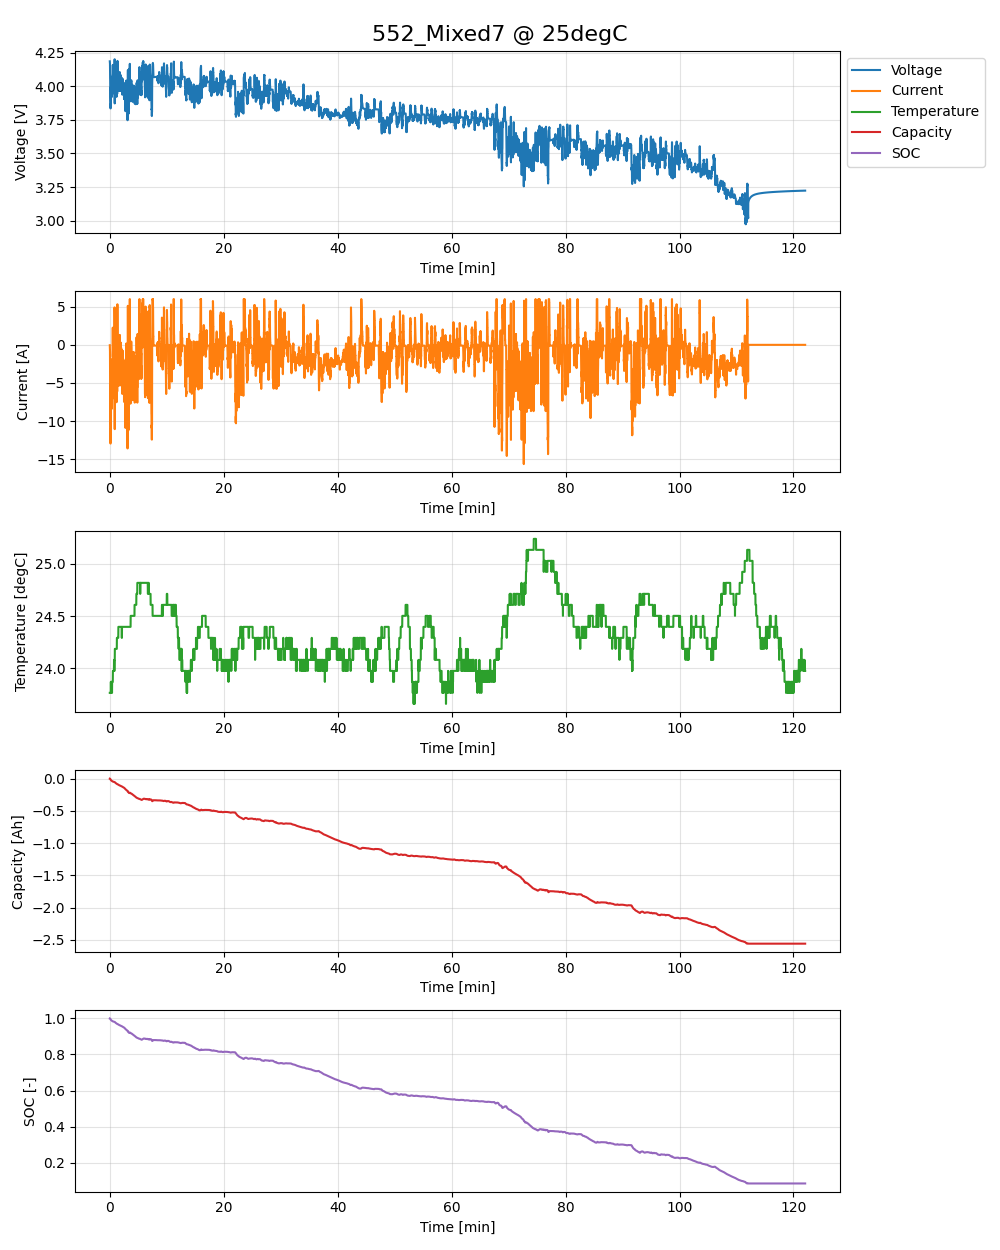 552_Mixed7 @ 25degC
4.25
4.00
3.75
3.50
3.25
3.00
Voltage [V]
0 20 40 60 80 100 120
Time [min]
Voltage
Current
Temperature
Capacity
SOC
5
0
−5
−10
−15
Current [A]
0 20 40 60 80 100 120
Time [min]
25.0
24.5
24.0
Temperature [degC]
0 20 40 60 80 100 120
Time [min]
0.0
−0.5
−1.0
−1.5
−2.0
−2.5
Capacity [Ah]
0 20 40 60 80 100 120
Time [min]
1.0
0.8
0.6
0.4
0.2
SOC [-]
0 20 40 60 80 100 120
Time [min]